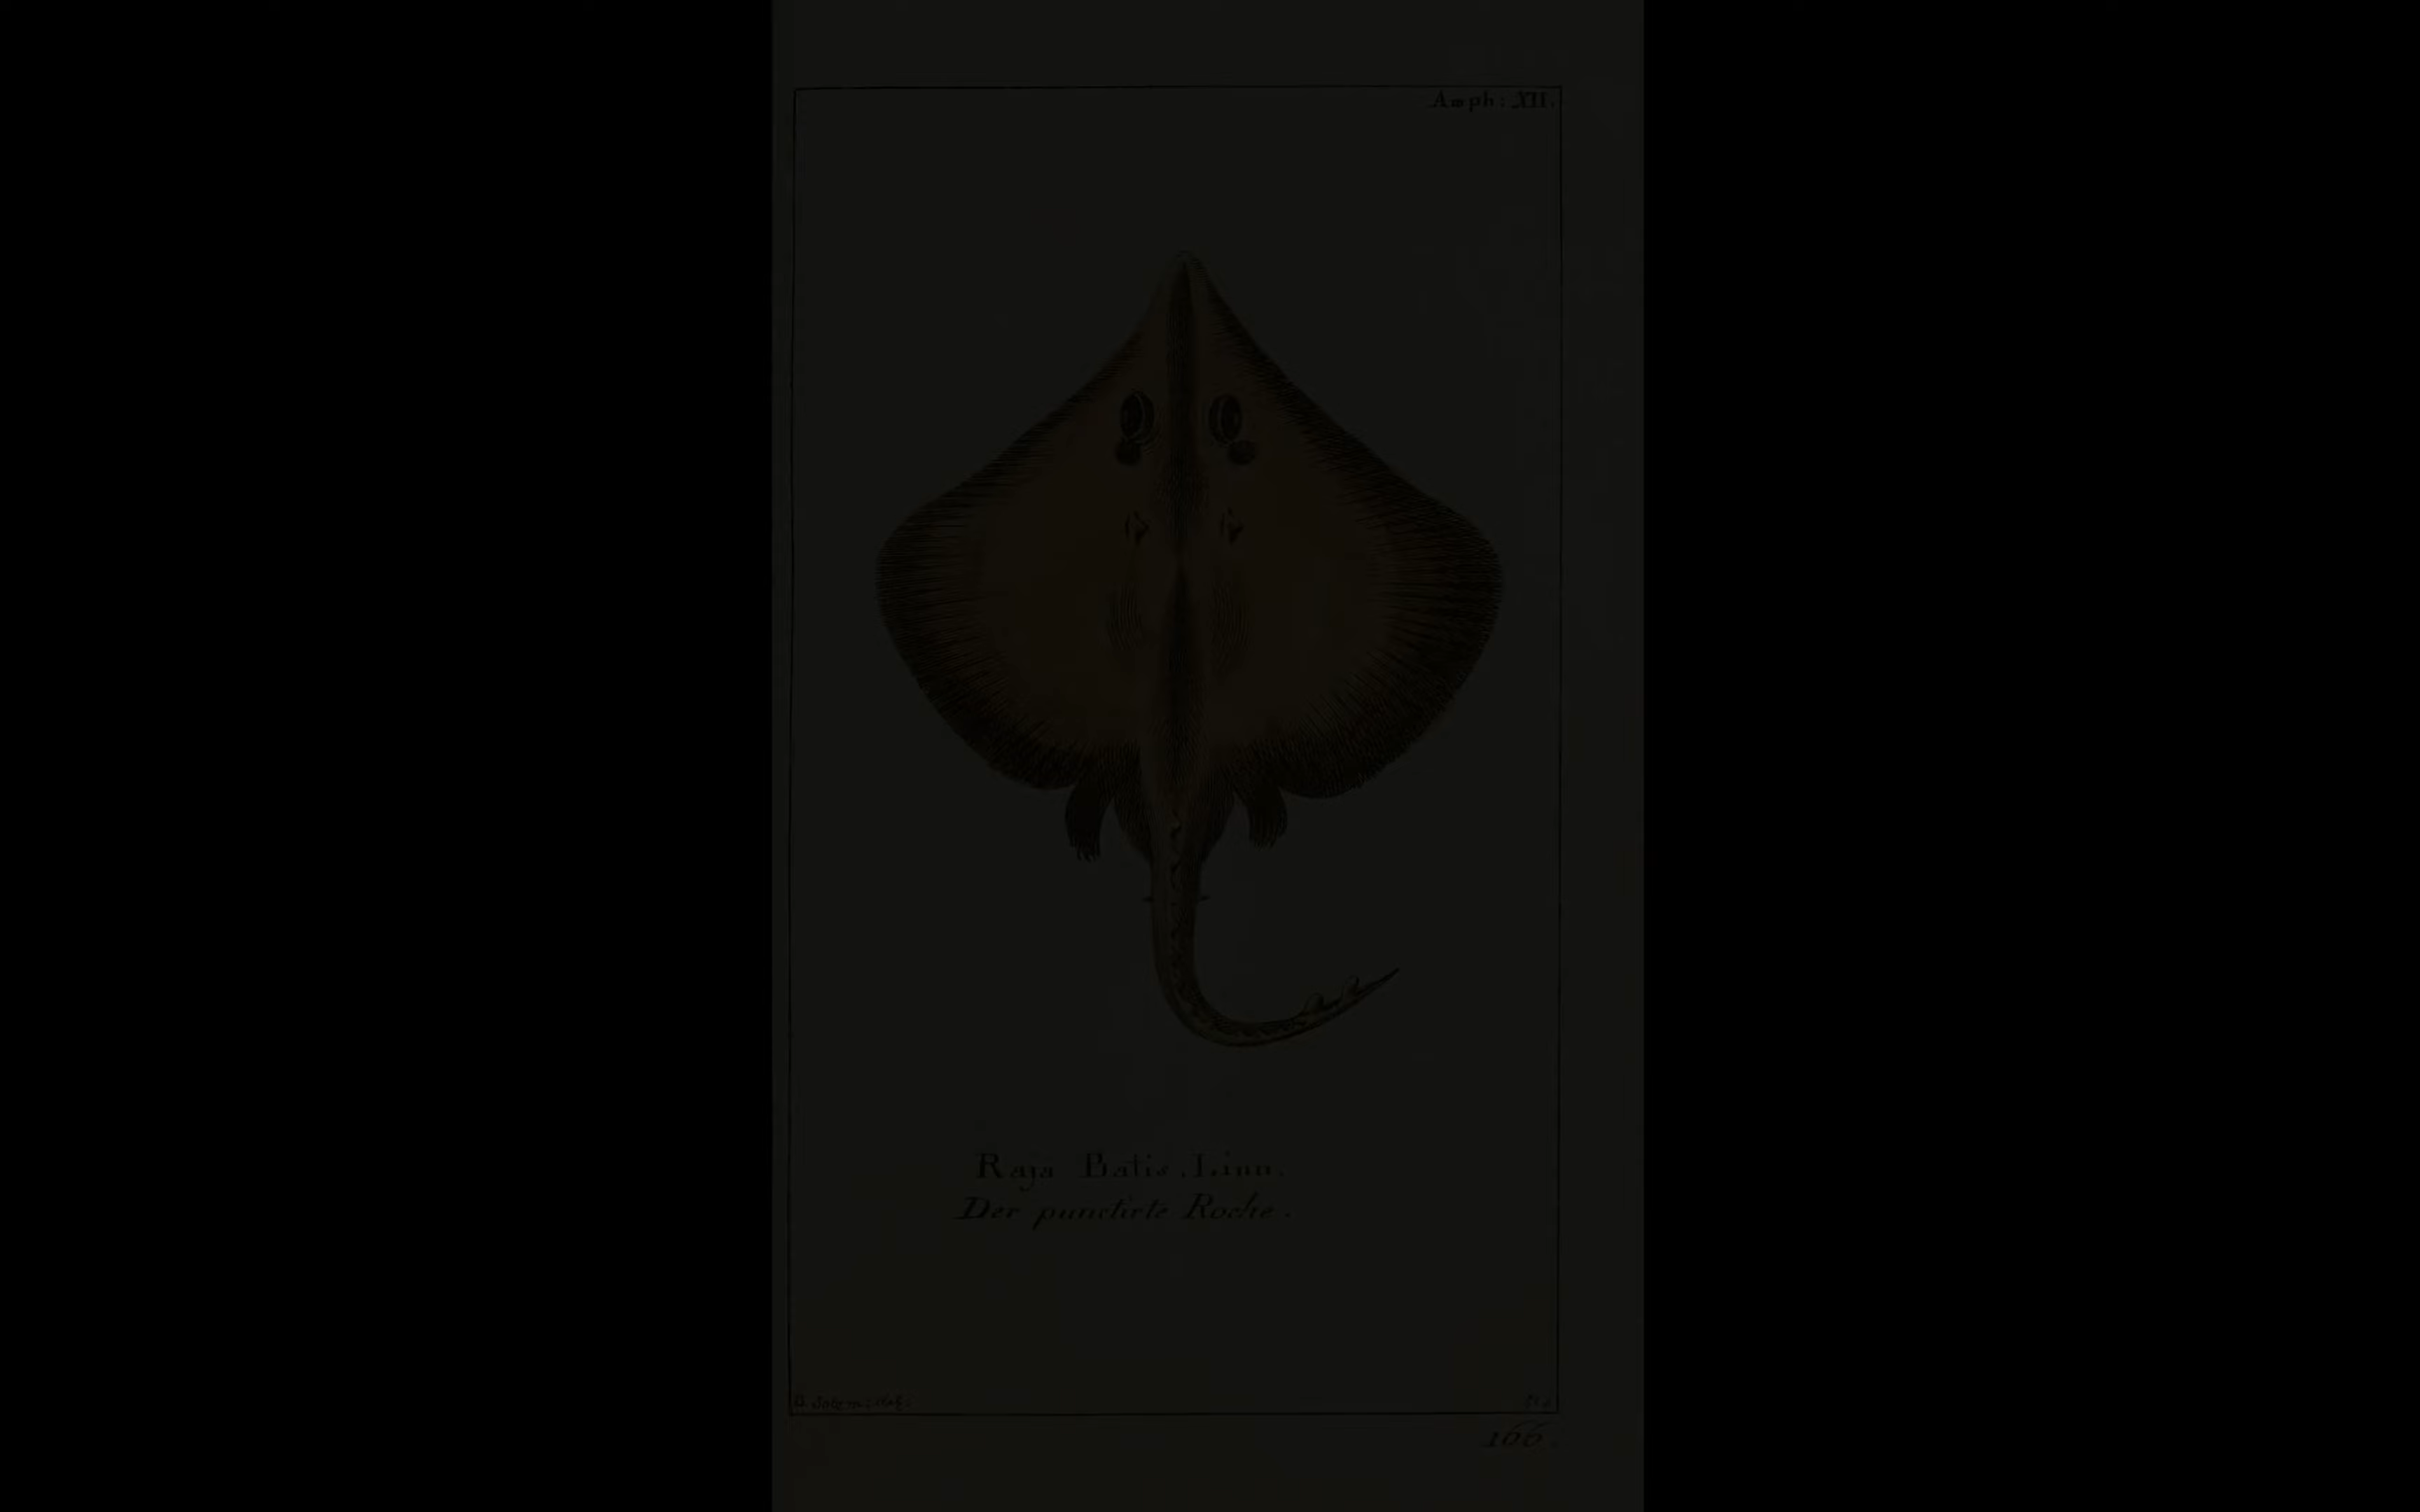 Amph: XII.
Raja Batis. Linn.
Der punctirte Roche.
166.